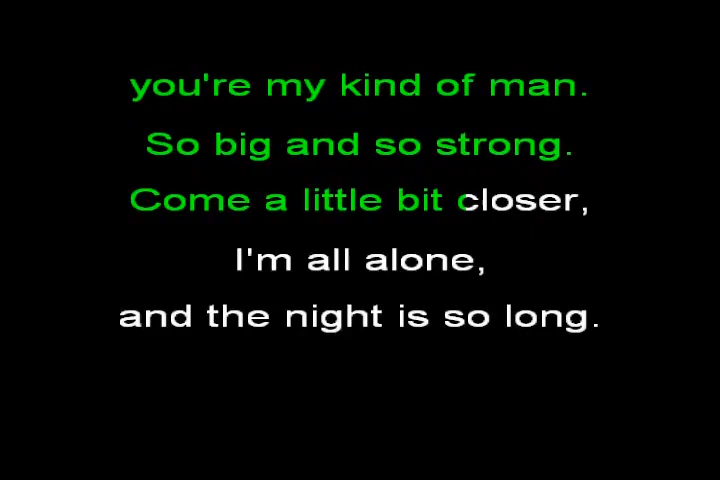 you're my kind of man.
So big and so strong.
Come a little bit closer,
I'm all alone,
and the night is so long.